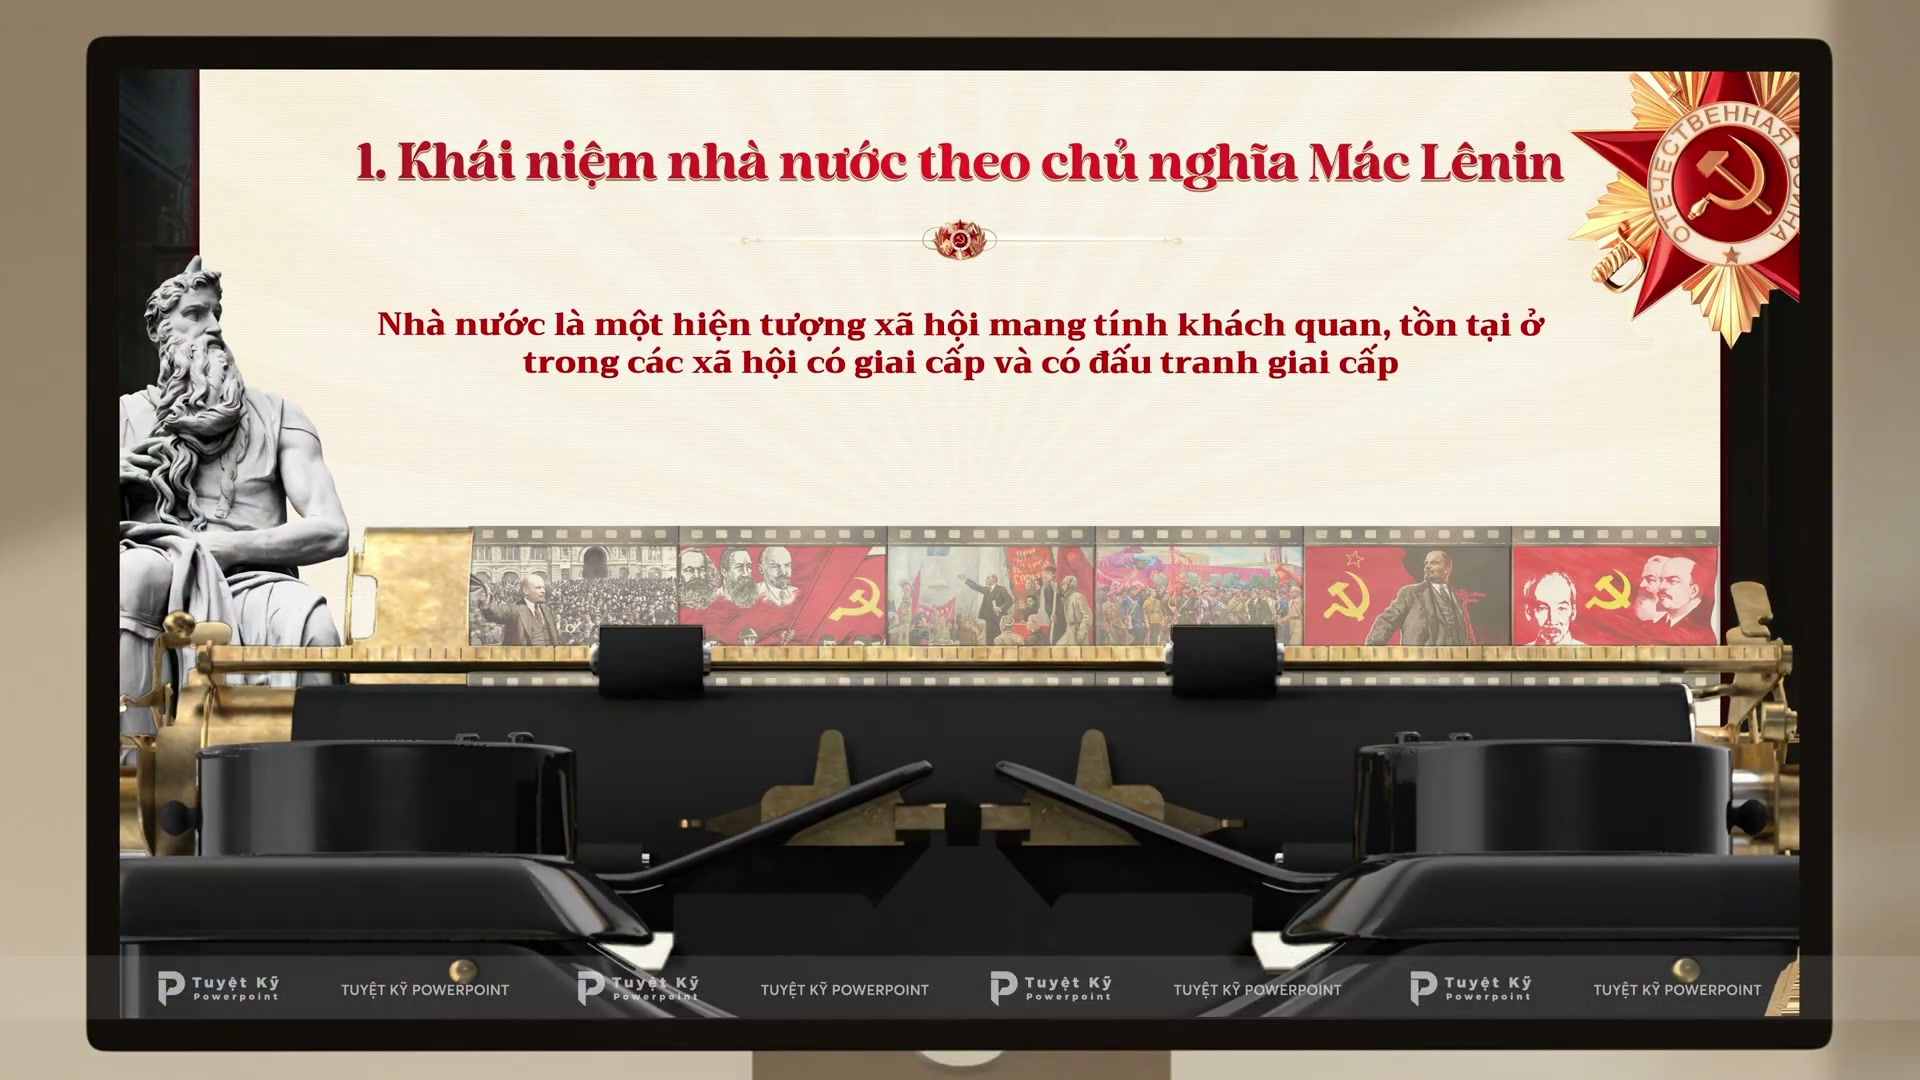 1. Khái niệm nhà nước theo chủ nghĩa Mác Lênin
ОТЕЧЕСТВЕННАЯ ВОЙНА
Nhà nước là một hiện tượng xã hội mang tính khách quan, tồn tại ở
trong các xã hội có giai cấp và có đấu tranh giai cấp
Tuyệt Kỹ
Powerpoint
TUYỆT KỸ POWERPOINT
Tuyệt Kỹ
Powerpoint
TUYỆT KỸ POWERPOINT
Tuyệt Kỹ
Powerpoint
TUYỆT KỸ POWERPOINT
Tuyệt Kỹ
Powerpoint
TUYỆT KỸ POWERPOINT